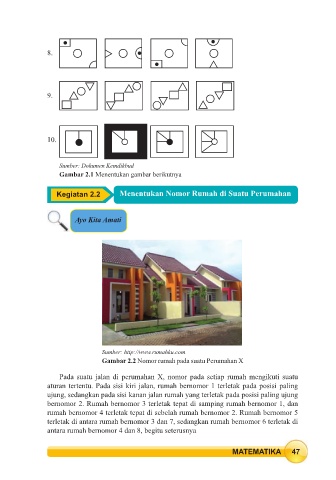 8.
9.
10.
Sumber: Dokumen Kemdikbud
Gambar 2.1 Menentukan gambar berikutnya
Kegiatan 2.2 Menentukan Nomor Rumah di Suatu Perumahan
Ayo Kita Amati
Sumber: http://www.rumahku.com
Gambar 2.2 Nomor rumah pada suatu Perumahan X
Pada suatu jalan di perumahan X, nomor pada setiap rumah mengikuti suatu
aturan tertentu. Pada sisi kiri jalan, rumah bernomor 1 terletak pada posisi paling
ujung, sedangkan pada sisi kanan jalan rumah yang terletak pada posisi paling ujung
bernomor 2. Rumah bernomor 3 terletak tepat di samping rumah bernomor 1, dan
rumah bernomor 4 terletak tepat di sebelah rumah bernomor 2. Rumah bernomor 5
terletak di antara rumah bernomor 3 dan 7, sedangkan rumah bernomor 6 terletak di
antara rumah bernomor 4 dan 8, begitu seterusnya
MATEMATIKA 47